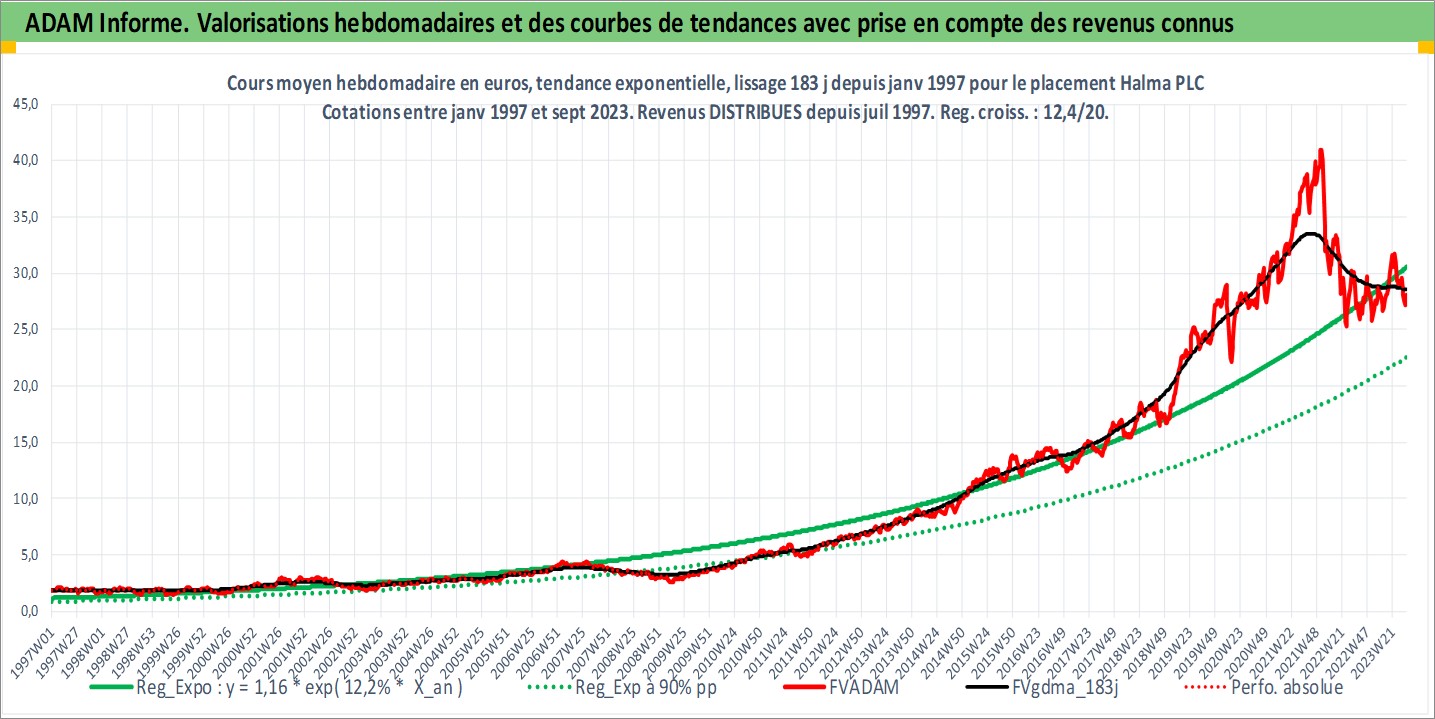 ADAM Informe. Valorisations hebdomadaires et des courbes de tendances avec prise en compte des revenus connus
Cours moyen hebdomadaire en euros, tendance exponentielle, lissage 183 j depuis janv 1997 pour le placement Halma PLC
Cotations entre janv 1997 et sept 2023. Revenus DISTRIBUES depuis juil 1997. Reg. croiss. : 12,4/20.
45,0
40,0
35,0
30,0
25,0
20,0
15,0
10,0
5,0
0,0
1997W01 1997W27 1998W01 1998W27 1998W53 1999W26 1999W52 2000W26 2000W52 2001W26 2001W52 2002W26 2002W52 2003W26 2003W52 2004W26 2004W52 2005W25 2005W51 2006W25 2006W51 2007W25 2007W51 2008W25 2008W51 2009W25 2009W51 2010W24 2010W50 2011W24 2011W50 2012W24 2012W50 2013W24 2013W50 2014W24 2014W50 2015W24 2015W50 2016W23 2016W49 2017W23 2017W49 2018W23 2018W49 2019W23 2019W49 2020W23 2020W49 2021W22 2021W48 2022W21 2022W47 2023W21
Reg_Expo : y = 1,16 * exp( 12,2% * X_an ) Reg_Exp à 90% pp FVADAM FVgdma_183j Perfo. absolue